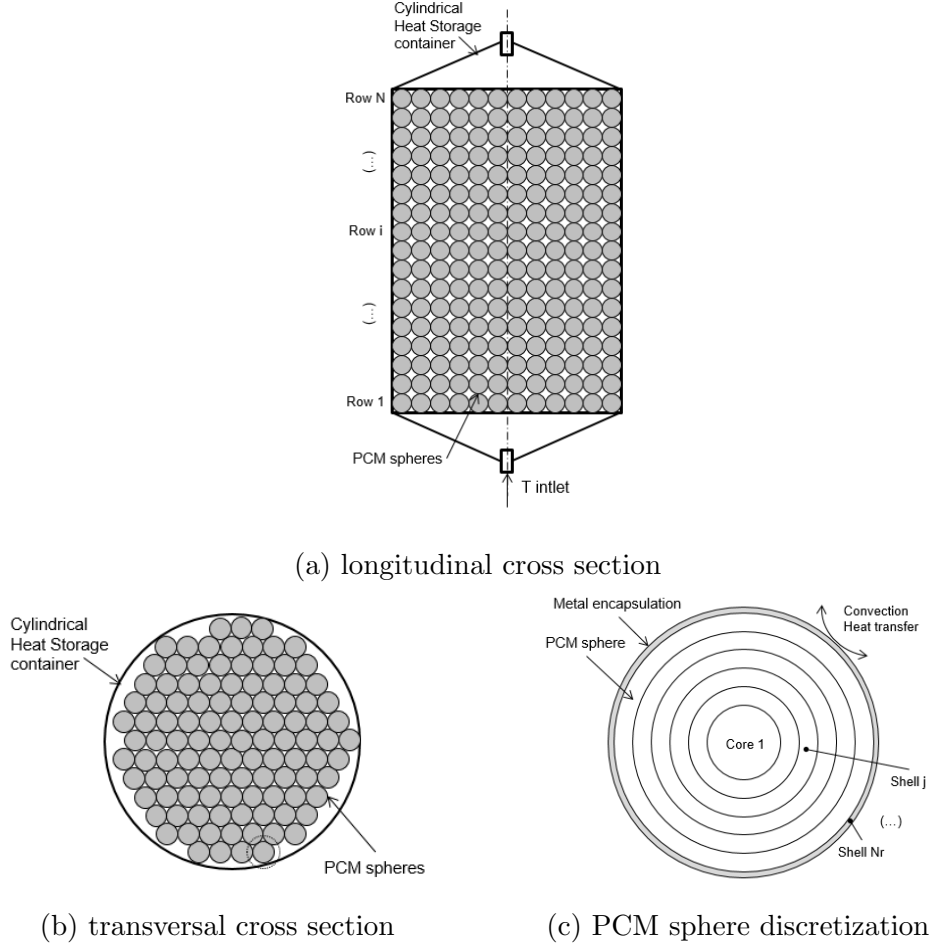 Cylindrical
Heat Storage
container
Row N
(...)
Row i
(...)
Row 1
PCM spheres
T intlet
(a) longitudinal cross section
Cylindrical
Heat Storage
container
PCM spheres
(b) transversal cross section
Metal encapsulation
PCM sphere
Convection
Heat transfer
Core 1
Shell j
(...)
Shell Nr
(c) PCM sphere discretization